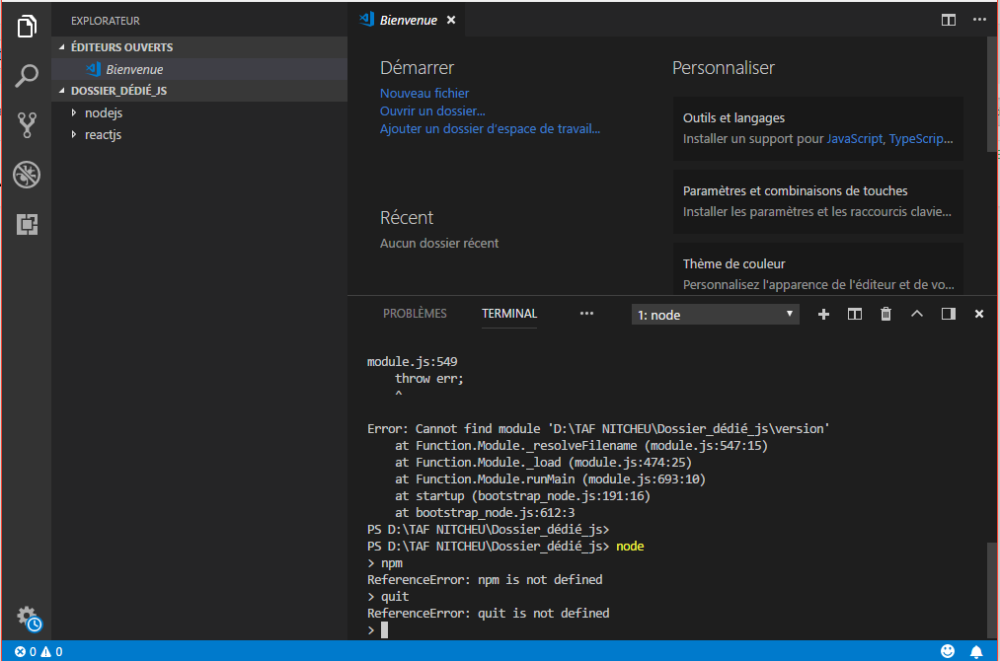 EXPLORATEUR
ÉDITEURS OUVERTS
Bienvenue
DOSSIER_DÉDIÉ_JS
nodejs
reactjs
Bienvenue
Démarrer
Nouveau fichier
Ouvrir un dossier...
Ajouter un dossier d'espace de travail...
Récent
Aucun dossier récent
Personnaliser
Outils et langages
Installer un support pour JavaScript, TypeScrip...
Paramètres et combinaisons de touches
Installer les paramètres et les raccourcis clavie...
Thème de couleur
Personnalisez l'apparence de l'éditeur et de vo...
PROBLÈMES TERMINAL ... 1: node
module.js:549
    throw err;
    ^
Error: Cannot find module 'D:\TAF NITCHEU\Dossier_dédié_js\version'
    at Function.Module._resolveFilename (module.js:547:15)
    at Function.Module._load (module.js:474:25)
    at Function.Module.runMain (module.js:693:10)
    at startup (bootstrap_node.js:191:16)
    at bootstrap_node.js:612:3
PS D:\TAF NITCHEU\Dossier_dédié_js>
PS D:\TAF NITCHEU\Dossier_dédié_js> node
> npm
ReferenceError: npm is not defined
> quit
ReferenceError: quit is not defined
>
0 0